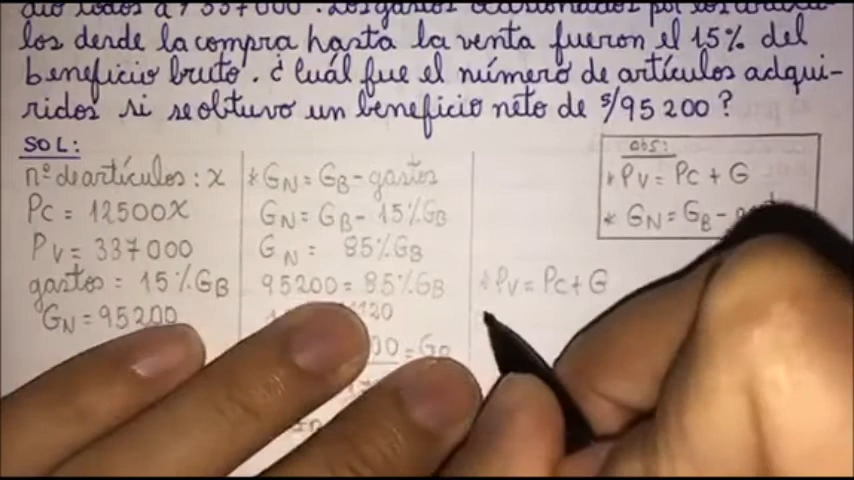 los desde la compra hasta la venta fueron el 15% del
beneficio bruto. ¿Cuál fue el número de artículos adqui-
ridos si se obtuvo un beneficio neto de s/95 200?
SOL:
nº de artículos: x
Pc = 12500x
Pv = 337000
gastos = 15%GB
GN = 95200
*GN = GB - gastos
GN = GB - 15%GB
GN = 85%GB
95200 = 85%GB
*Pv = Pc + G
obs:
*Pv = Pc + G
* GN = GB -